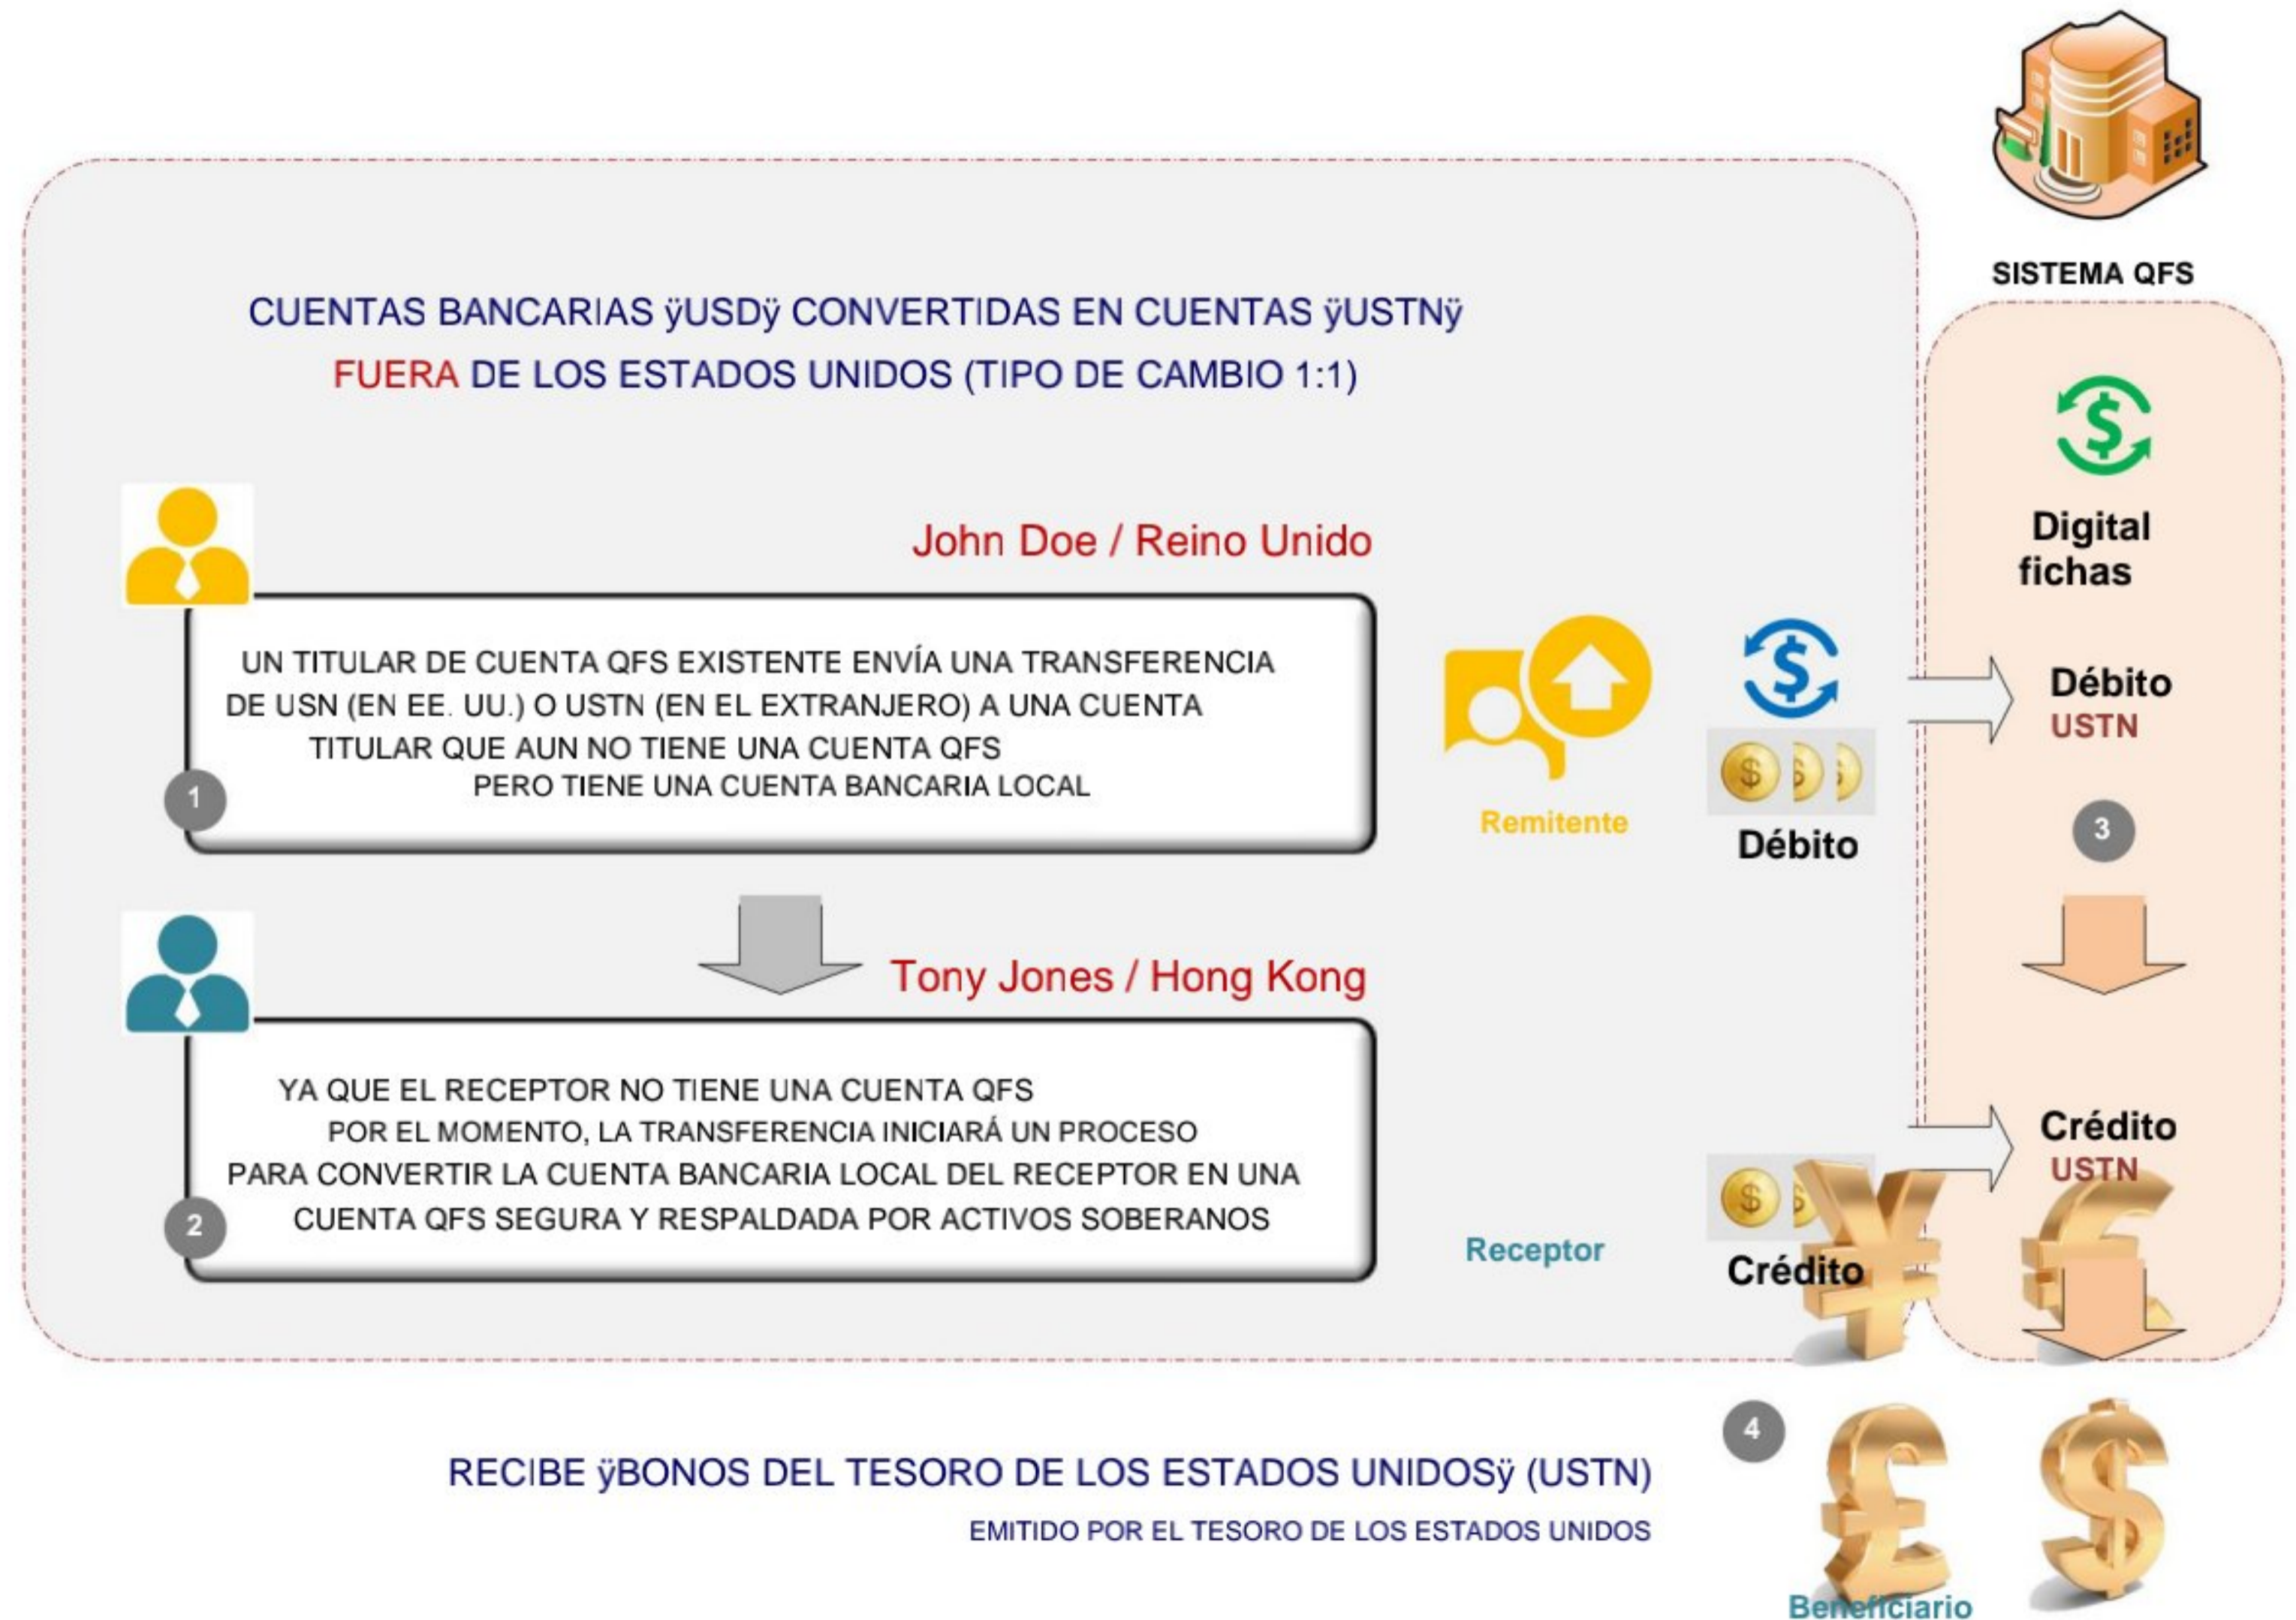 SISTEMA QFS
CUENTAS BANCARIAS ÿUSDÿ CONVERTIDAS EN CUENTAS ÿUSTNÿ
FUERA DE LOS ESTADOS UNIDOS (TIPO DE CAMBIO 1:1)
Digital
fichas
John Doe / Reino Unido
UN TITULAR DE CUENTA QFS EXISTENTE ENVÍA UNA TRANSFERENCIA
DE USN (EN EE. UU.) O USTN (EN EL EXTRANJERO) A UNA CUENTA
TITULAR QUE AUN NO TIENE UNA CUENTA QFS
PERO TIENE UNA CUENTA BANCARIA LOCAL
1
Remitente
Débito
Débito
USTN
3
Tony Jones / Hong Kong
YA QUE EL RECEPTOR NO TIENE UNA CUENTA QFS
POR EL MOMENTO, LA TRANSFERENCIA INICIARÁ UN PROCESO
PARA CONVERTIR LA CUENTA BANCARIA LOCAL DEL RECEPTOR EN UNA
CUENTA QFS SEGURA Y RESPALDADA POR ACTIVOS SOBERANOS
2
Receptor
Crédito
Crédito
USTN
4
RECIBE ÿBONOS DEL TESORO DE LOS ESTADOS UNIDOSÿ (USTN)
EMITIDO POR EL TESORO DE LOS ESTADOS UNIDOS
Beneficiario